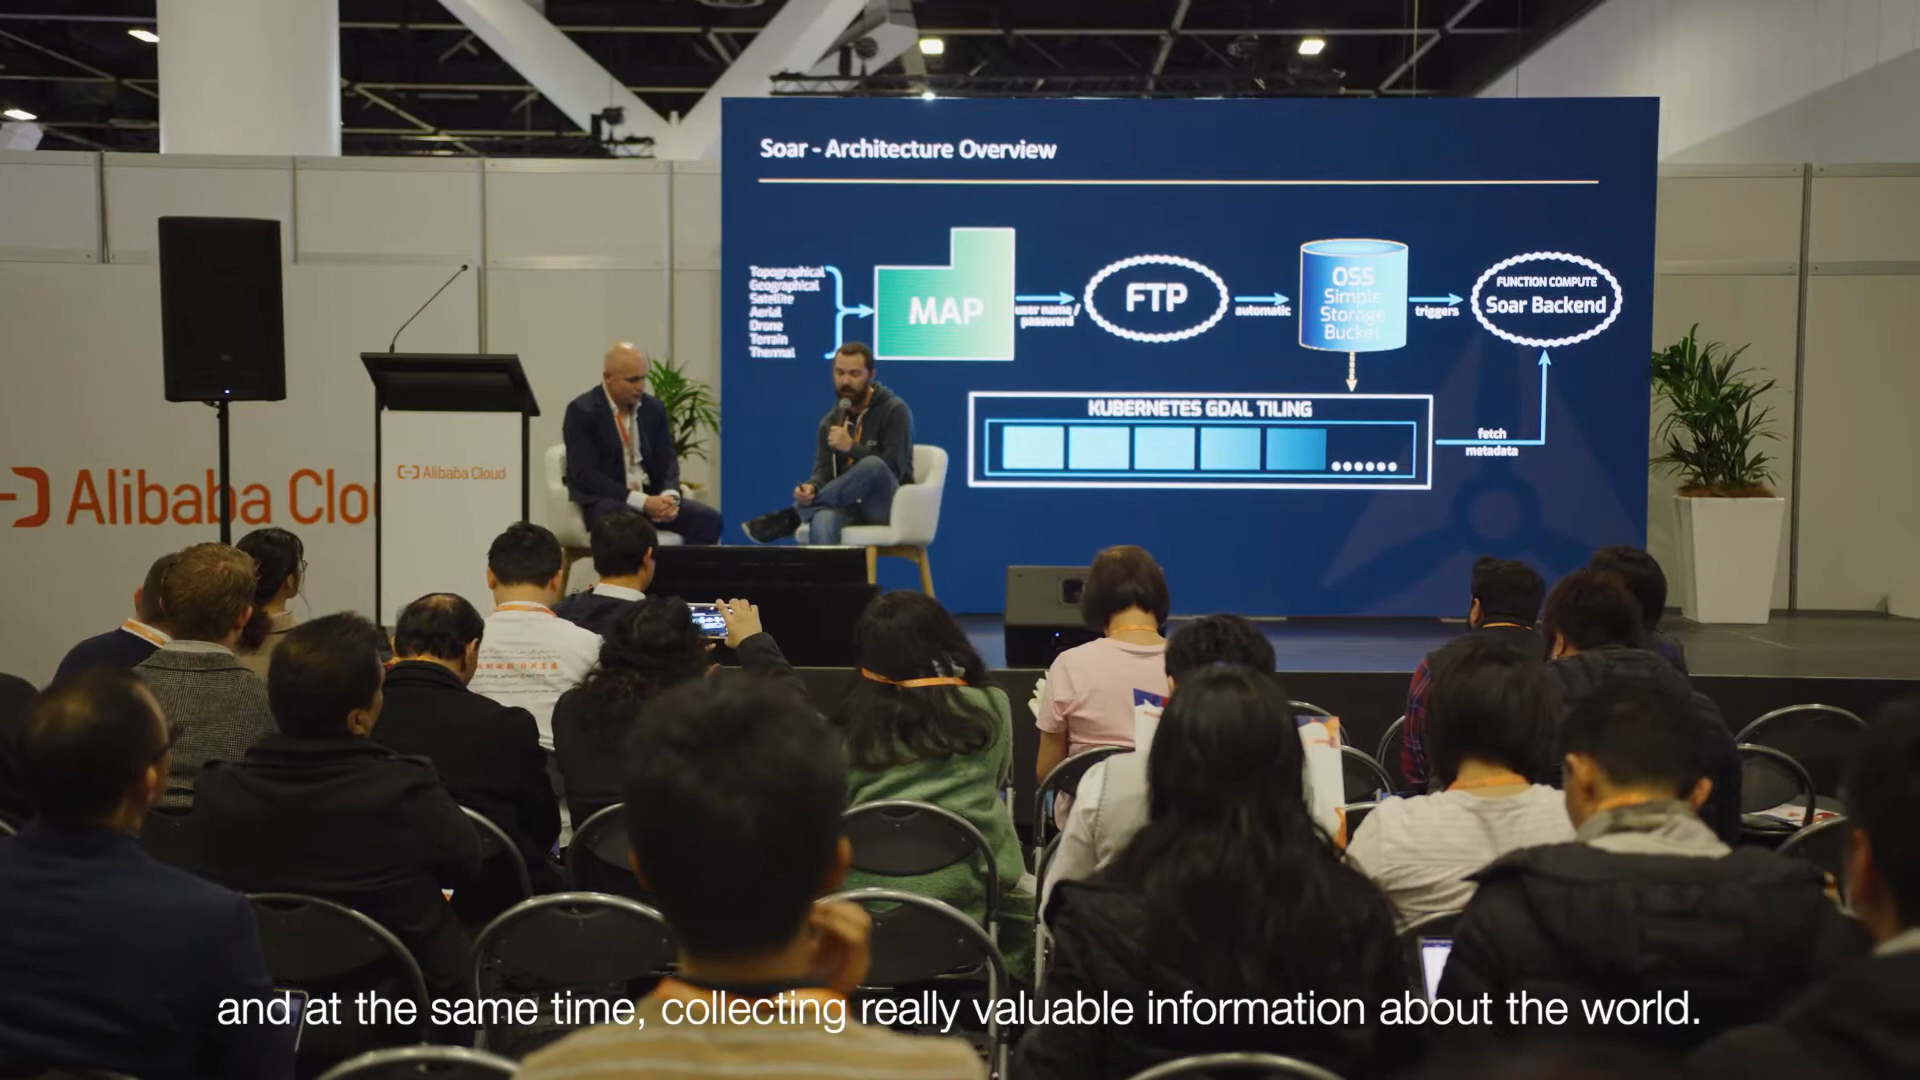 Soar - Architecture Overview
Topographical
Geographical
Satellite
Aerial
Drone
Terrain
Thermal
MAP
user name /
password
FTP
automatic
OSS
Simple
Storage
Bucket
triggers
FUNCTION COMPUTE
Soar Backend
KUBERNETES GDAL TILING
fetch
metadata
Alibaba Clo
Alibaba Cloud
and at the same time, collecting really valuable information about the world.